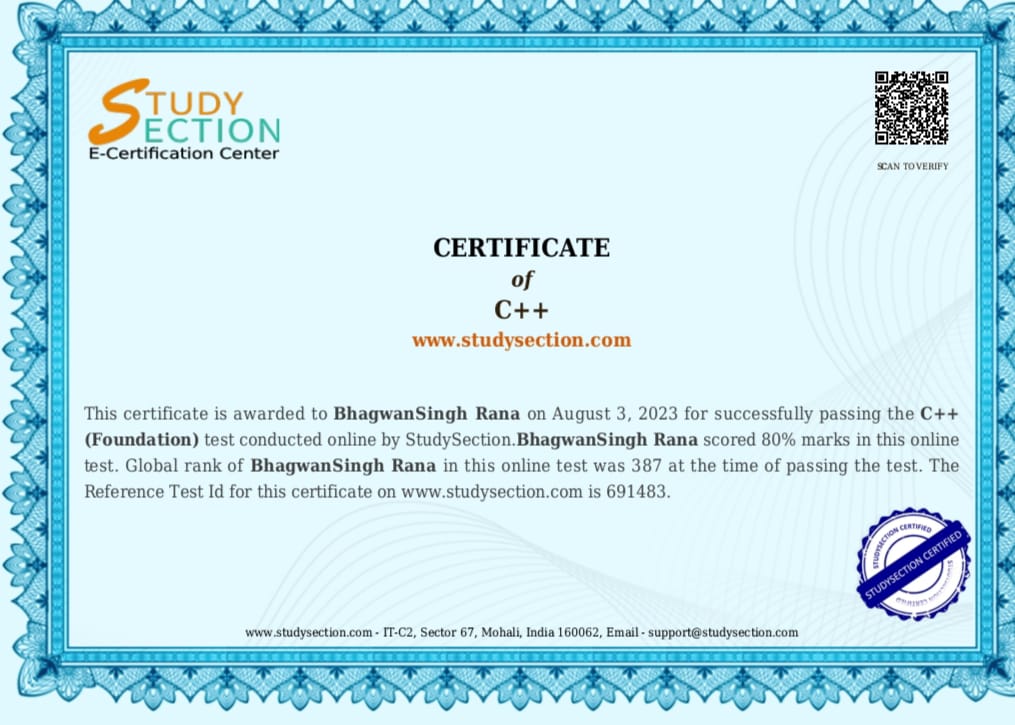 STUDY
SECTION
E-Certification Center
SCAN TO VERIFY
CERTIFICATE
of
C++
www.studysection.com
This certificate is awarded to BhagwanSingh Rana on August 3, 2023 for successfully passing the C++
(Foundation) test conducted online by StudySection.BhagwanSingh Rana scored 80% marks in this online
test. Global rank of BhagwanSingh Rana in this online test was 387 at the time of passing the test. The
Reference Test Id for this certificate on www.studysection.com is 691483.
STUDYSECTION CERTIFIED
STUDYSECTION CERTIFIED
STUDYSECTION CERTIFIED
www.studysection.com - IT-C2, Sector 67, Mohali, India 160062, Email - support@studysection.com